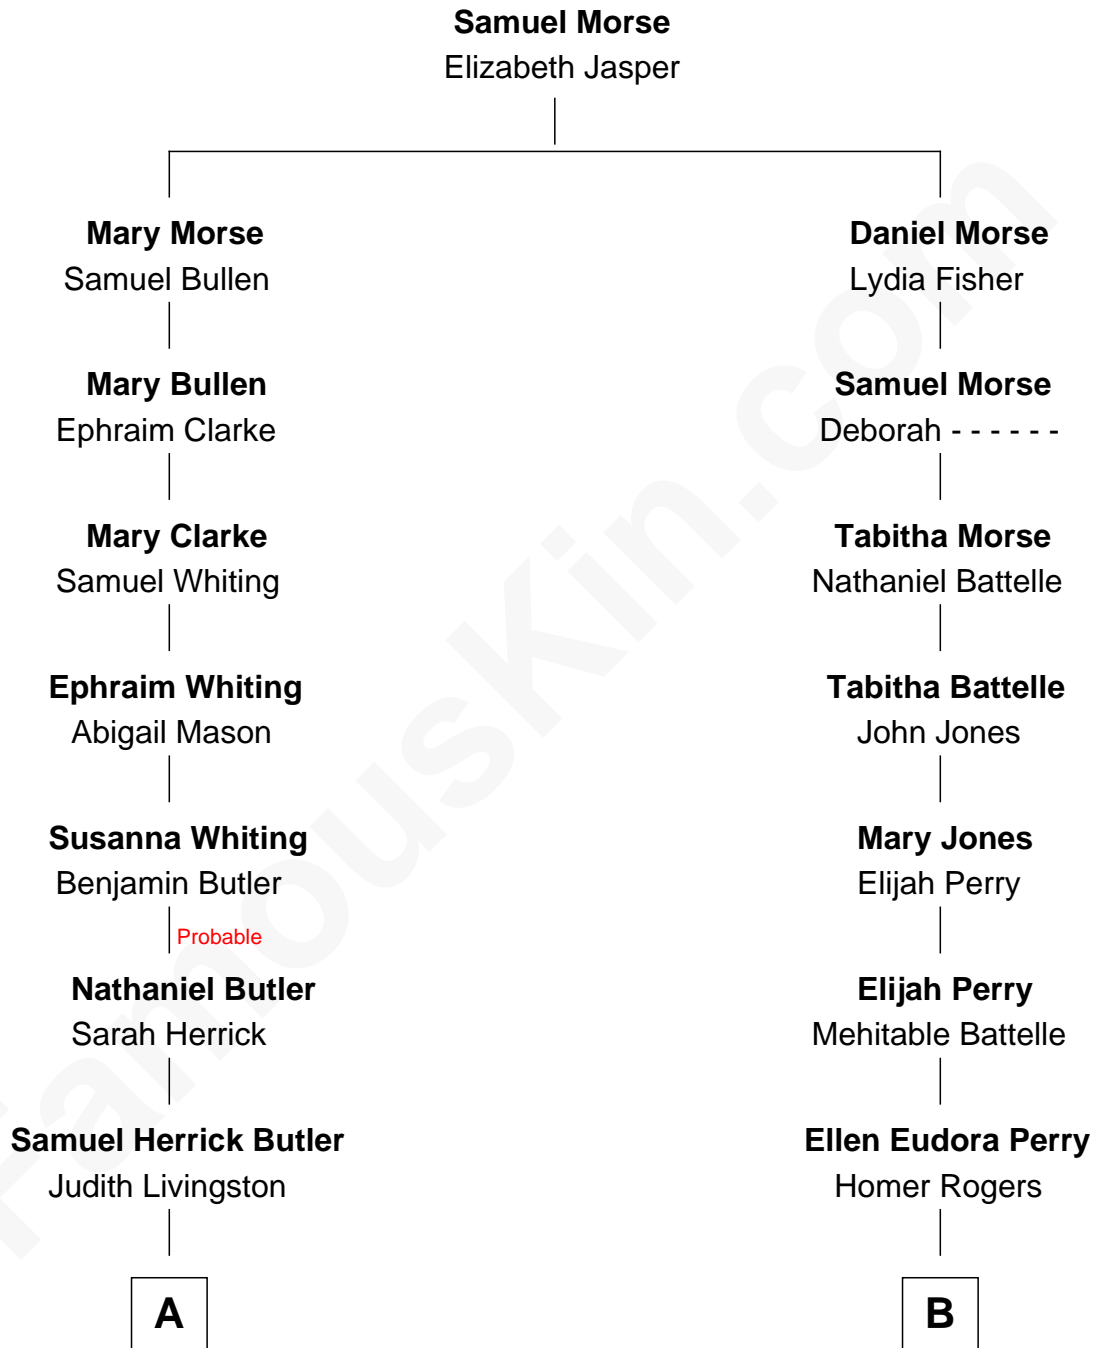 Samuel Morse
Elizabeth Jasper
Mary Morse
Samuel Bullen
Daniel Morse
Lydia Fisher
Mary Bullen
Ephraim Clarke
Samuel Morse
Deborah - - - - - -
Mary Clarke
Samuel Whiting
Tabitha Morse
Nathaniel Battelle
Ephraim Whiting
Abigail Mason
Tabitha Battelle
John Jones
Susanna Whiting
Benjamin Butler
Mary Jones
Elijah Perry
Probable
Nathaniel Butler
Sarah Herrick
Elijah Perry
Mehitable Battelle
Samuel Herrick Butler
Judith Livingston
Ellen Eudora Perry
Homer Rogers
A
B
FamousKin.com